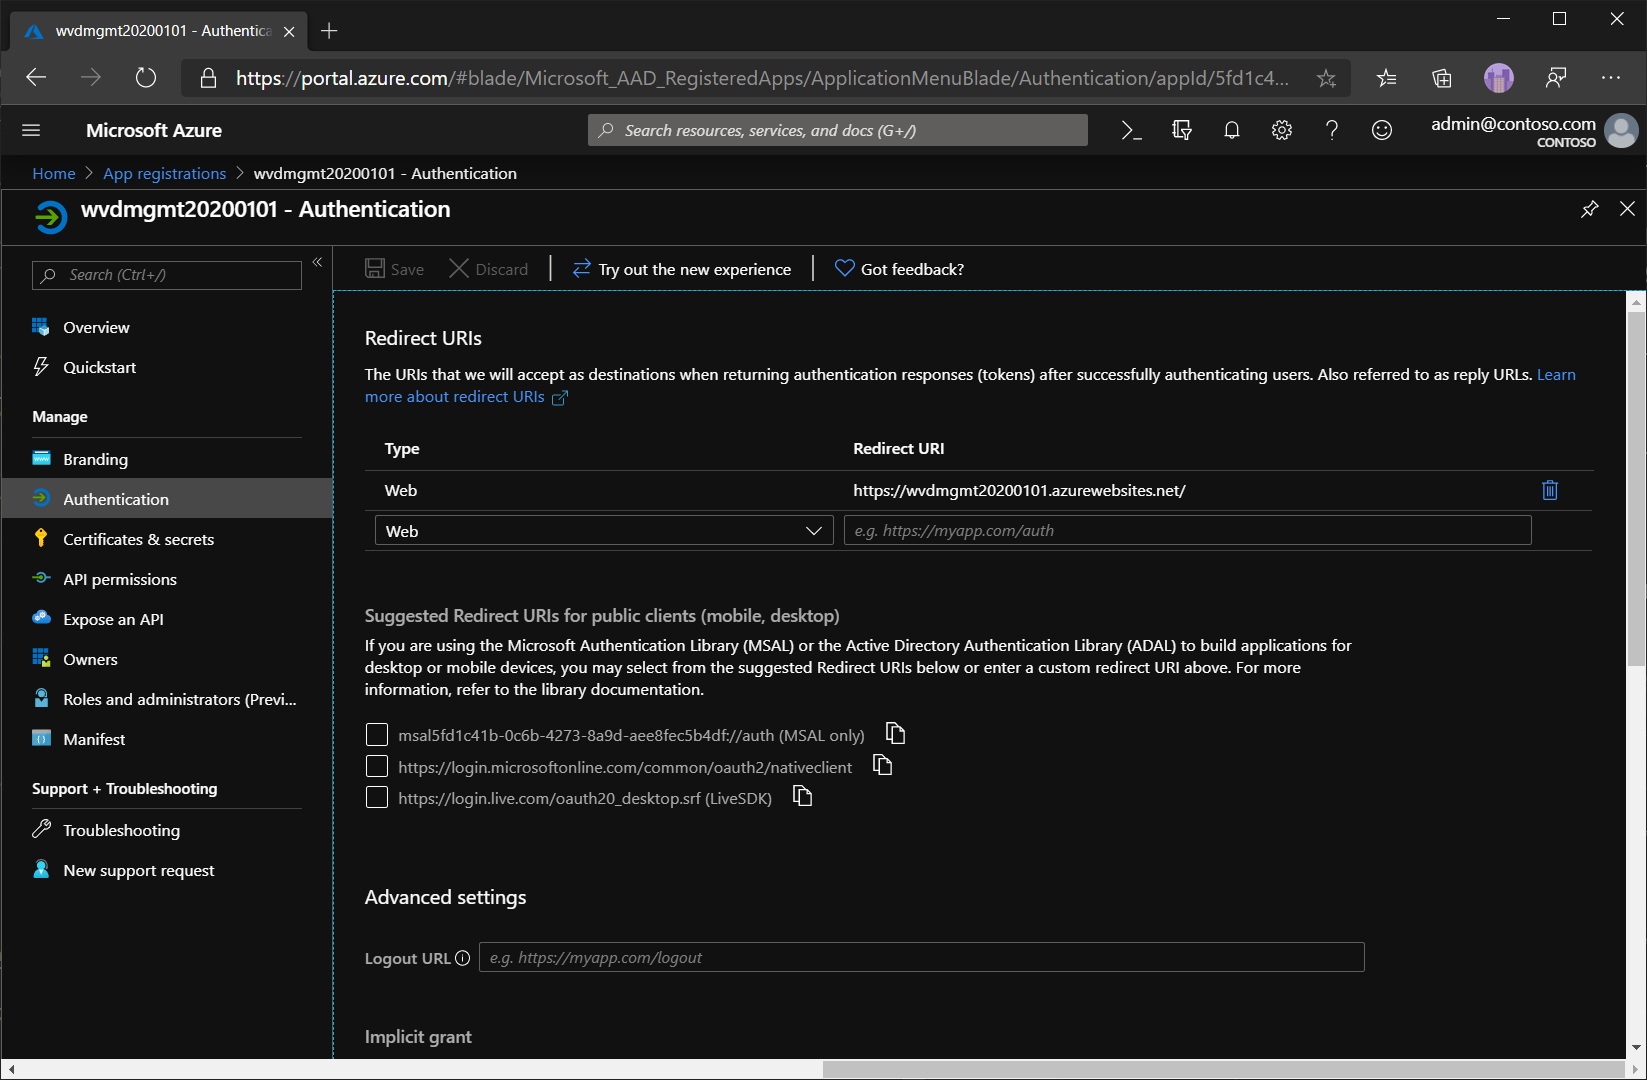 wvdmgmt20200101 - Authentica
https://portal.azure.com/#blade/Microsoft_AAD_RegisteredApps/ApplicationMenuBlade/Authentication/appId/5fd1c4...
Microsoft Azure
Search resources, services, and docs (G+/)
admin@contoso.com
CONTOSO
Home > App registrations > wvdmgmt20200101 - Authentication
wvdmgmt20200101 - Authentication
Search (Ctrl+/)
Overview
Quickstart
Manage
Branding
Authentication
Certificates & secrets
API permissions
Expose an API
Owners
Roles and administrators (Previ...
Manifest
Support + Troubleshooting
Troubleshooting
New support request
Save Discard Try out the new experience Got feedback?
Redirect URIs
The URIs that we will accept as destinations when returning authentication responses (tokens) after successfully authenticating users. Also referred to as reply URLs. Learn
more about redirect URIs
Type Redirect URI
Web https://wvdmgmt20200101.azurewebsites.net/
Web e.g. https://myapp.com/auth
Suggested Redirect URIs for public clients (mobile, desktop)
If you are using the Microsoft Authentication Library (MSAL) or the Active Directory Authentication Library (ADAL) to build applications for
desktop or mobile devices, you may select from the suggested Redirect URIs below or enter a custom redirect URI above. For more
information, refer to the library documentation.
msal5fd1c41b-0c6b-4273-8a9d-aee8fec5b4df://auth (MSAL only)
https://login.microsoftonline.com/common/oauth2/nativeclient
https://login.live.com/oauth20_desktop.srf (LiveSDK)
Advanced settings
Logout URL e.g. https://myapp.com/logout
Implicit grant